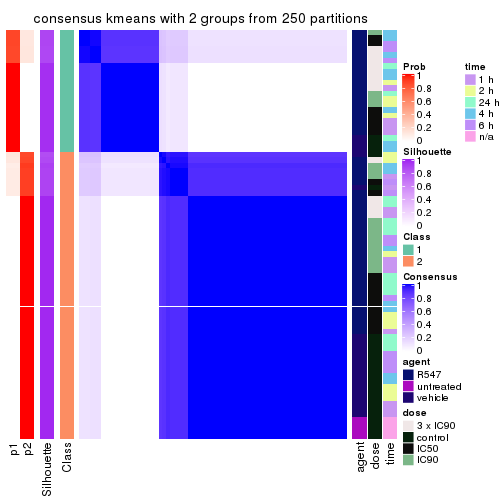 consensus kmeans with 2 groups from 250 partitions
Prob
1
0.8
0.6
0.4
0.2
0
time
1 h
2 h
24 h
4 h
6 h
n/a
Silhouette
1
0.8
0.6
0.4
0.2
0
Class
1
2
Consensus
1
0.8
0.6
0.4
0.2
0
agent
R547
untreated
vehicle
dose
3 x IC90
control
IC50
IC90
p1
p2
Silhouette
Class
agent
dose
time